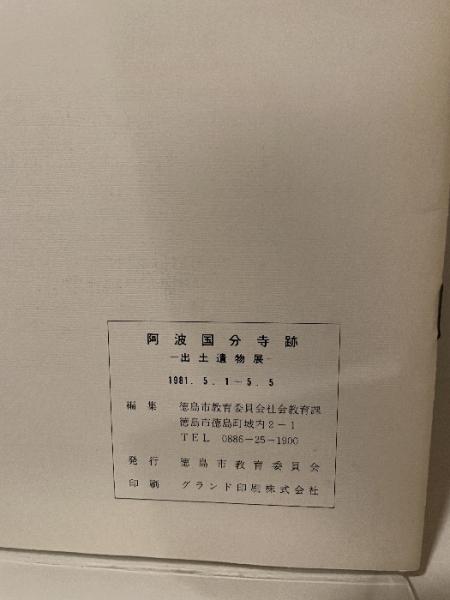 阿波国分寺跡
－出土遺物展－
1981．5．1～5．5
編集 徳島市教育委員会社会教育課
徳島市徳島町城内2－1
TEL 0886－25－1900
発行 徳島市教育委員会
印刷 グランド印刷株式会社